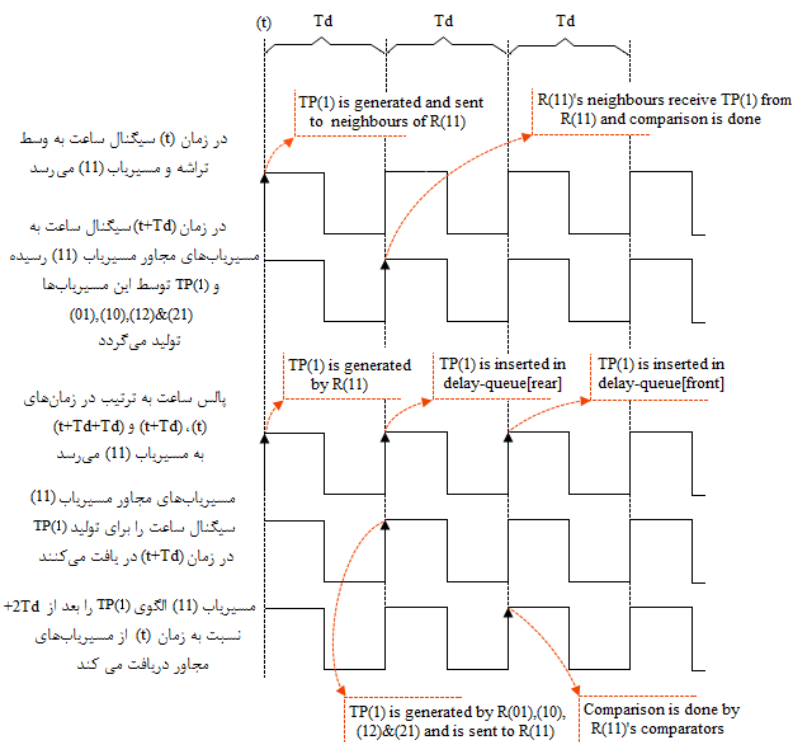 (t) Td Td Td
TP(1) is generated and sent
to neighbours of R(11)
R(11)'s neighbours receive TP(1) from
R(11) and comparison is done
در زمان (t) سیگنال ساعت به وسط
تراشه و مسیریاب (11) می‌رسد
در زمان (t+Td) سیگنال ساعت به
مسیریاب‌های مجاور مسیریاب (11) رسیده
و TP(1) توسط این مسیریاب‌ها
(01),(10),(12)&(21)
تولید می‌گردد
TP(1) is generated
by R(11)
TP(1) is inserted in
delay-queue[rear]
TP(1) is inserted in
delay-queue[front]
پالس ساعت به ترتیب در زمان‌های
(t)، (t+Td) و (t+Td+Td)
به مسیریاب (11) می‌رسد
مسیریاب‌های مجاور مسیریاب (11)
سیگنال ساعت را برای تولید TP(1)
در زمان (t+Td) در یافت می‌کنند
مسیریاب (11) الگوی TP(1) را بعد از 2Td+
نسبت به زمان (t) از مسیریاب‌های
مجاور دریافت می کند
TP(1) is generated by R(01),(10),
(12)&(21) and is sent to R(11)
Comparison is done by
R(11)'s comparators